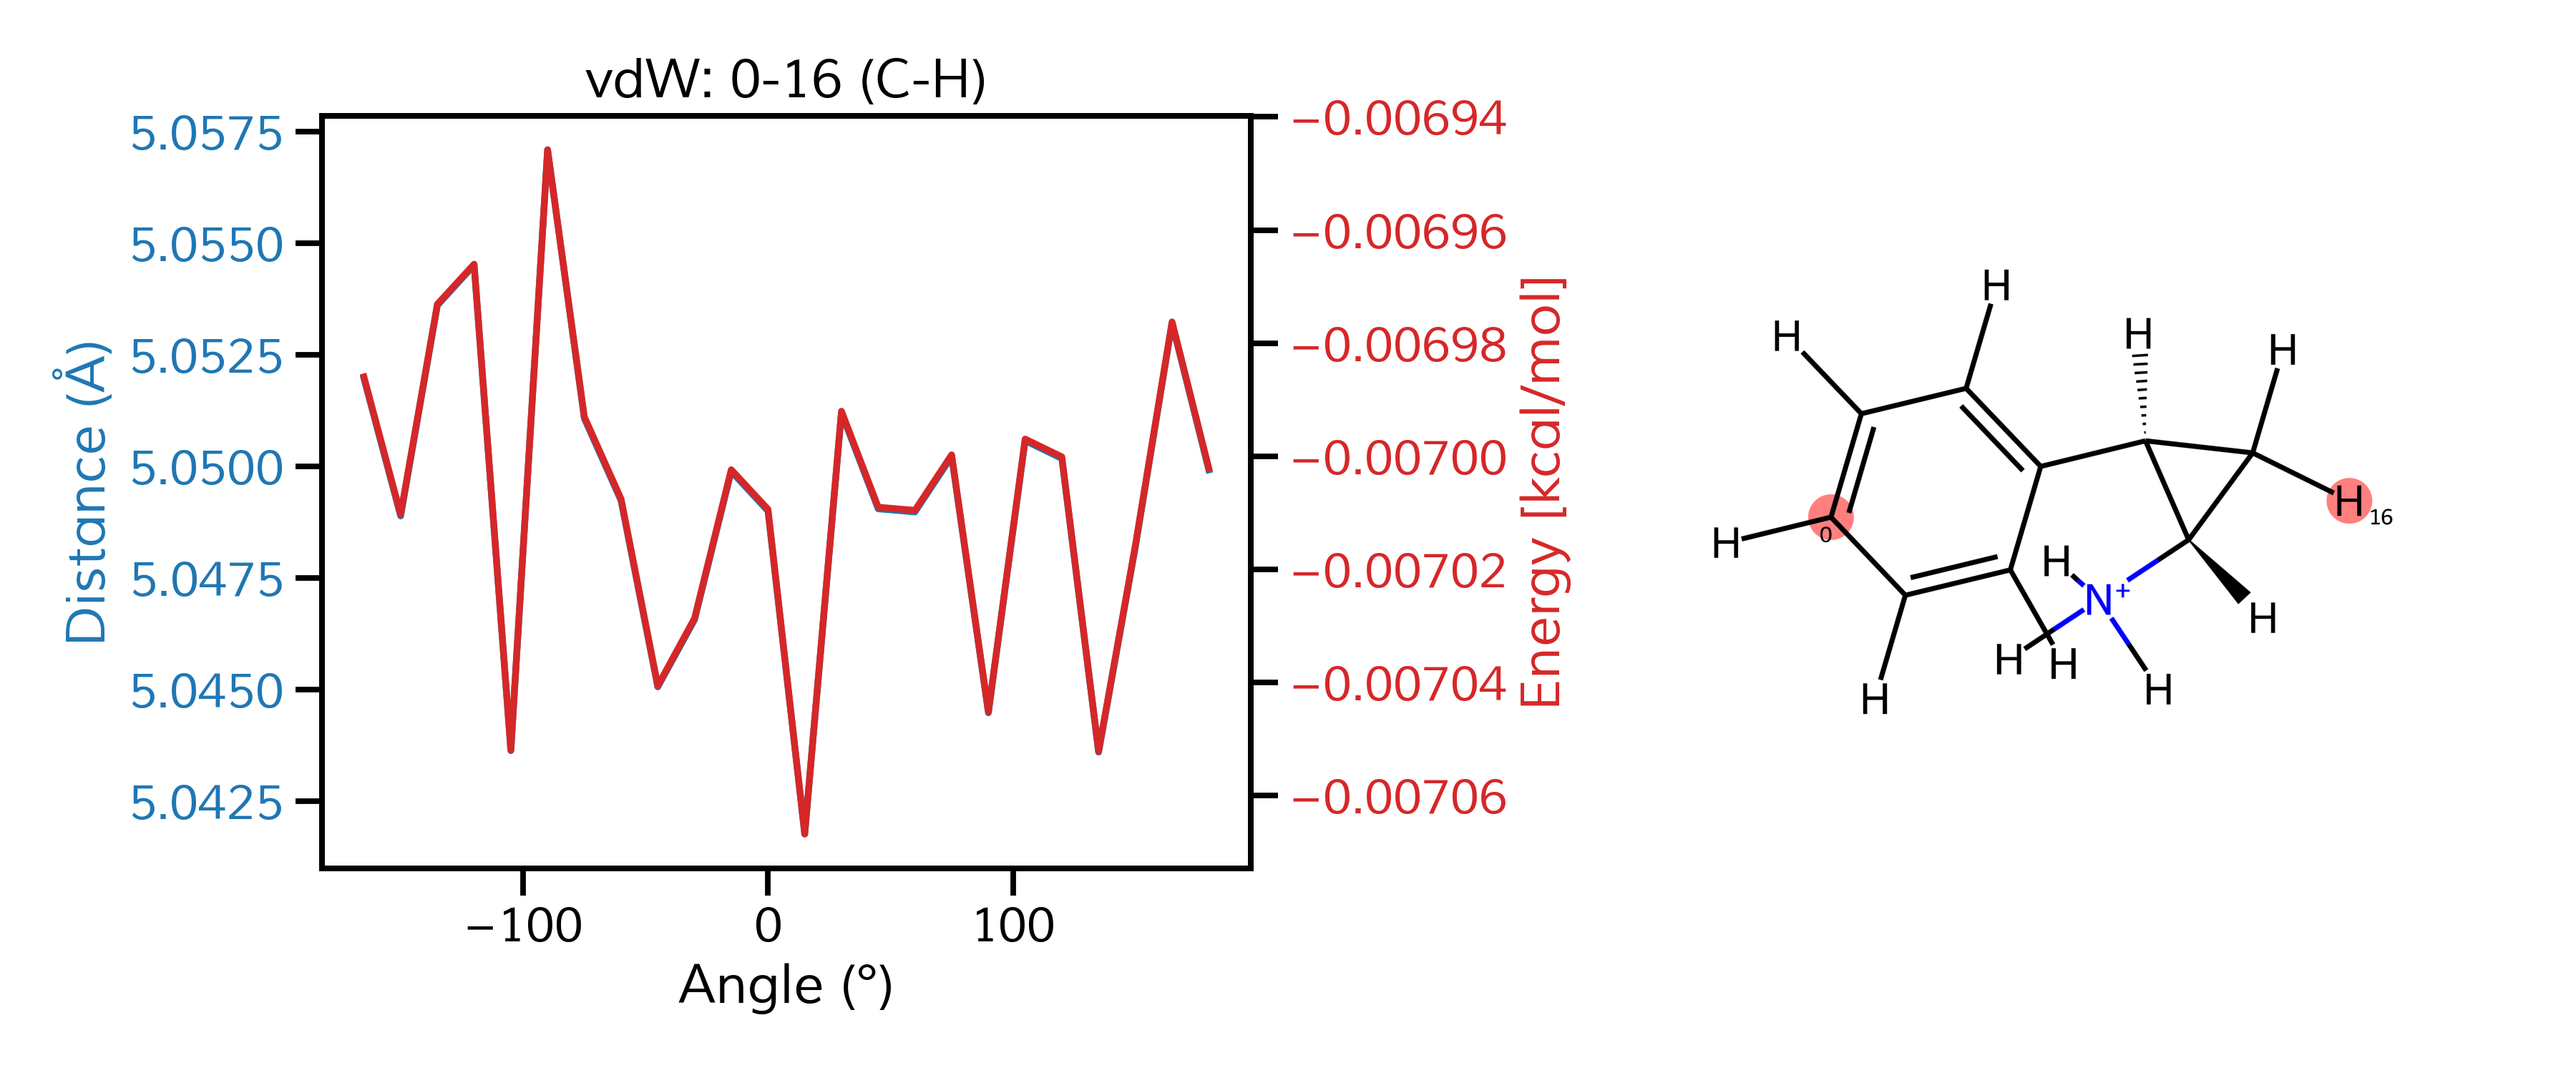 vdW: 0-16 (C-H)
5.0575
5.0550
5.0525
5.0500
5.0475
5.0450
5.0425
Distance (Å)
−0.00694
−0.00696
−0.00698
−0.00700
−0.00702
−0.00704
−0.00706
Energy [kcal/mol]
−100
0
100
Angle (°)
H
H
H
H
H
16
0
H
H
N+
H
H
H
H
H